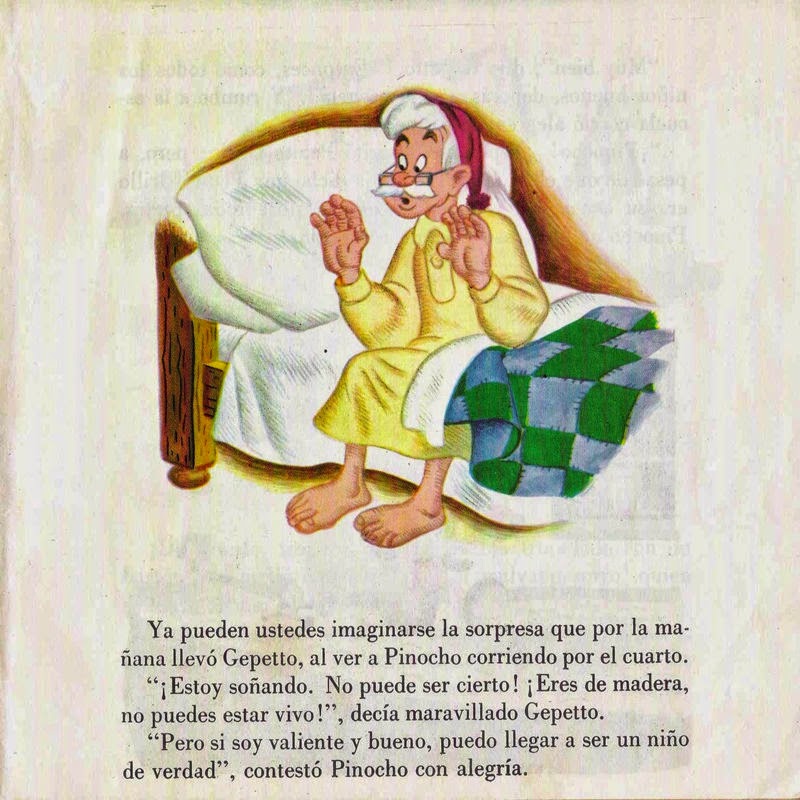 Ya pueden ustedes imaginarse la sorpresa que por la ma-
ñana llevó Gepetto, al ver a Pinocho corriendo por el cuarto.
"¡Estoy soñando. No puede ser cierto! ¡Eres de madera,
no puedes estar vivo!", decía maravillado Gepetto.
"Pero si soy valiente y bueno, puedo llegar a ser un niño
de verdad", contestó Pinocho con alegría.